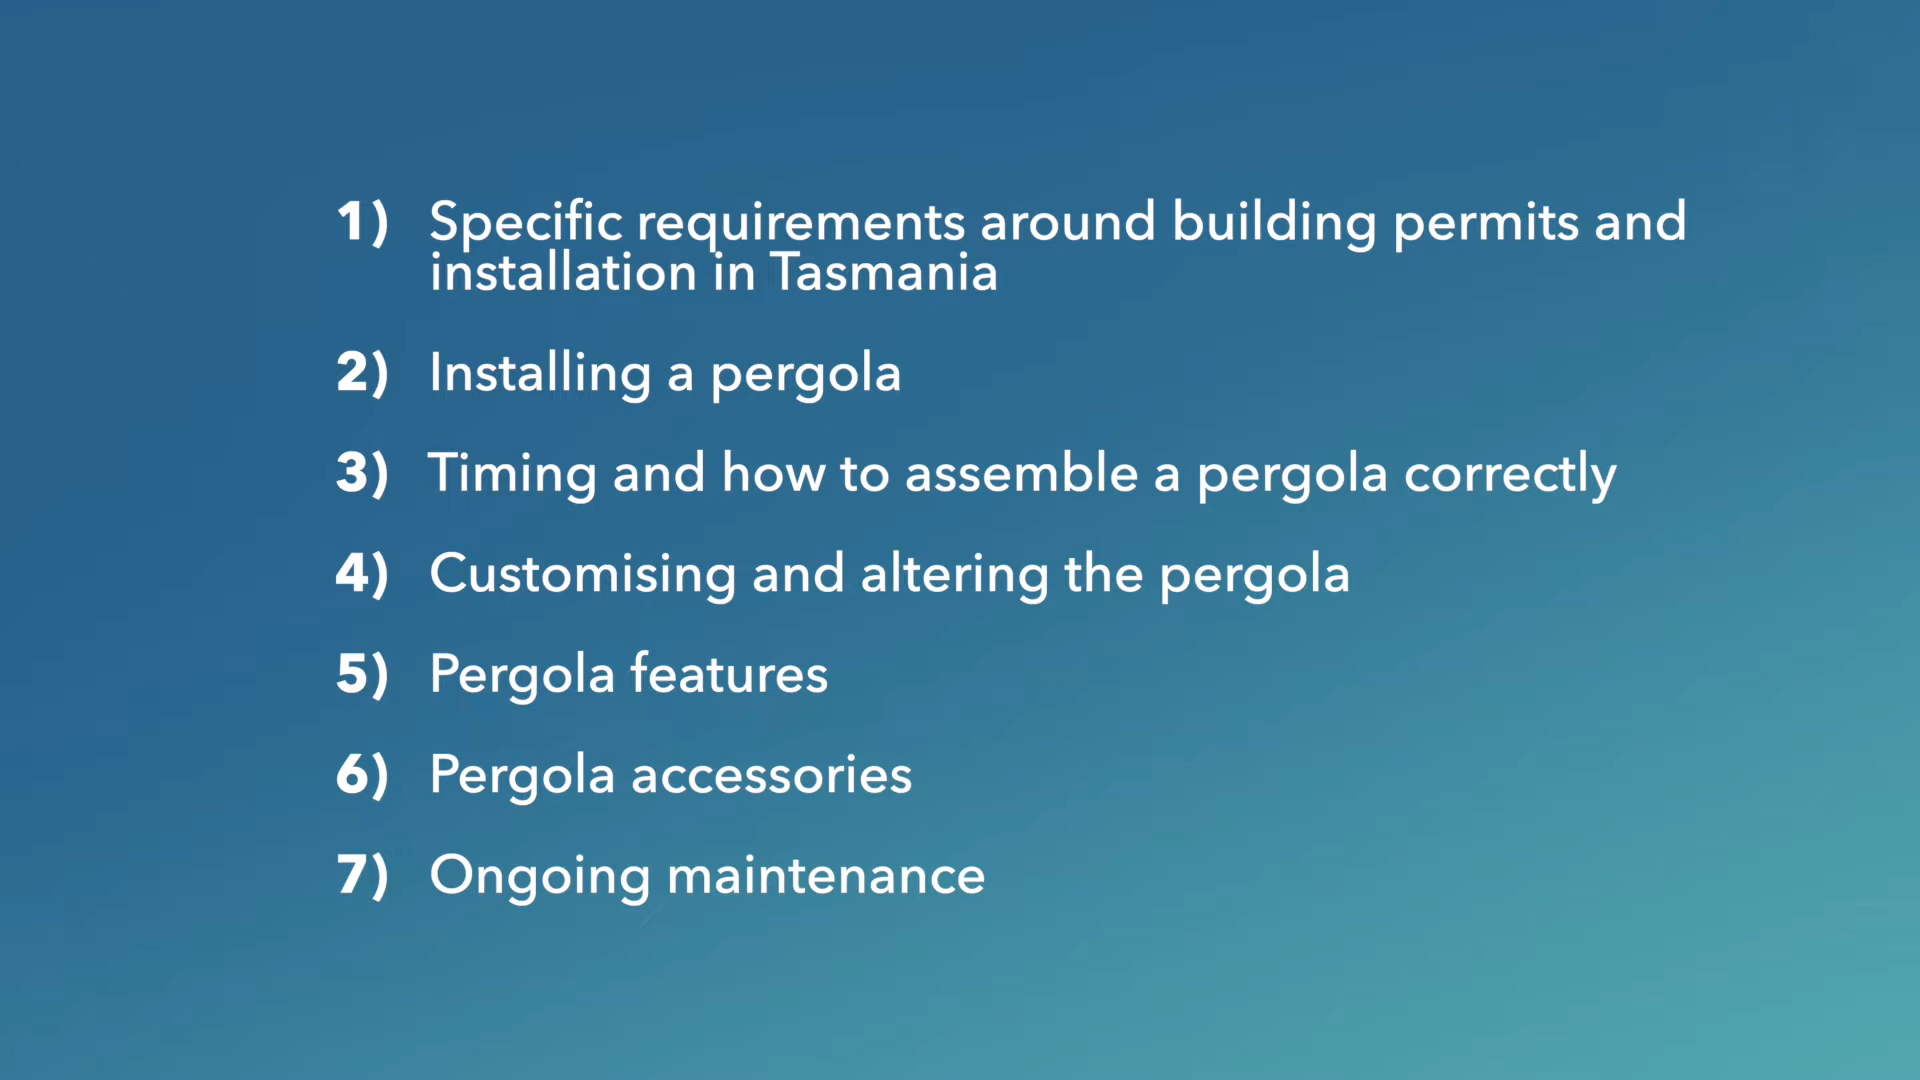 1) Specific requirements around building permits and
installation in Tasmania
2) Installing a pergola
3) Timing and how to assemble a pergola correctly
4) Customising and altering the pergola
5) Pergola features
6) Pergola accessories
7) Ongoing maintenance